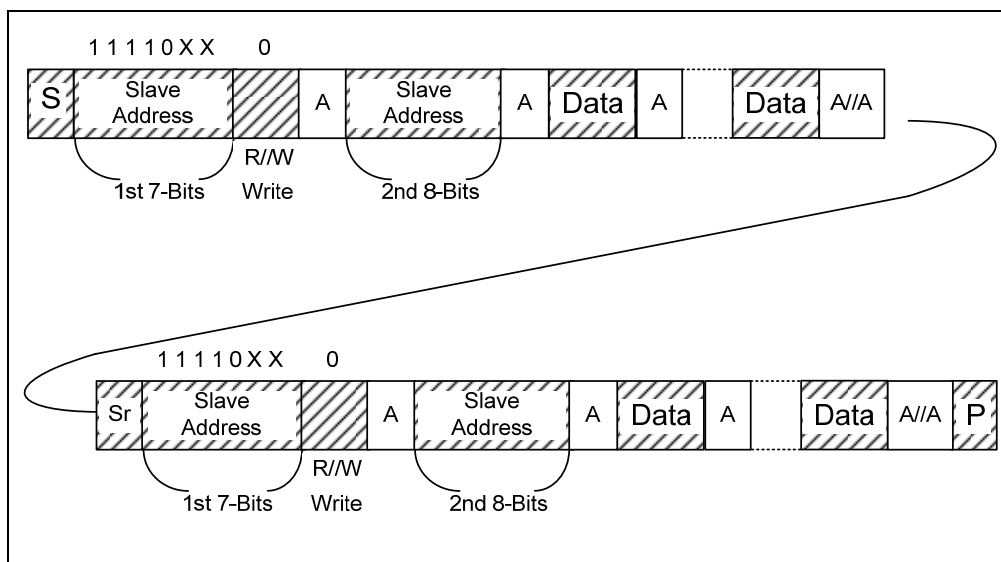 1 1 1 1 0 X X 0
S Slave Address A Slave Address A Data A Data A//A
R//W
1st 7-Bits Write 2nd 8-Bits
1 1 1 1 0 X X 0
Sr Slave Address A Slave Address A Data A Data A//A P
R//W
1st 7-Bits Write 2nd 8-Bits